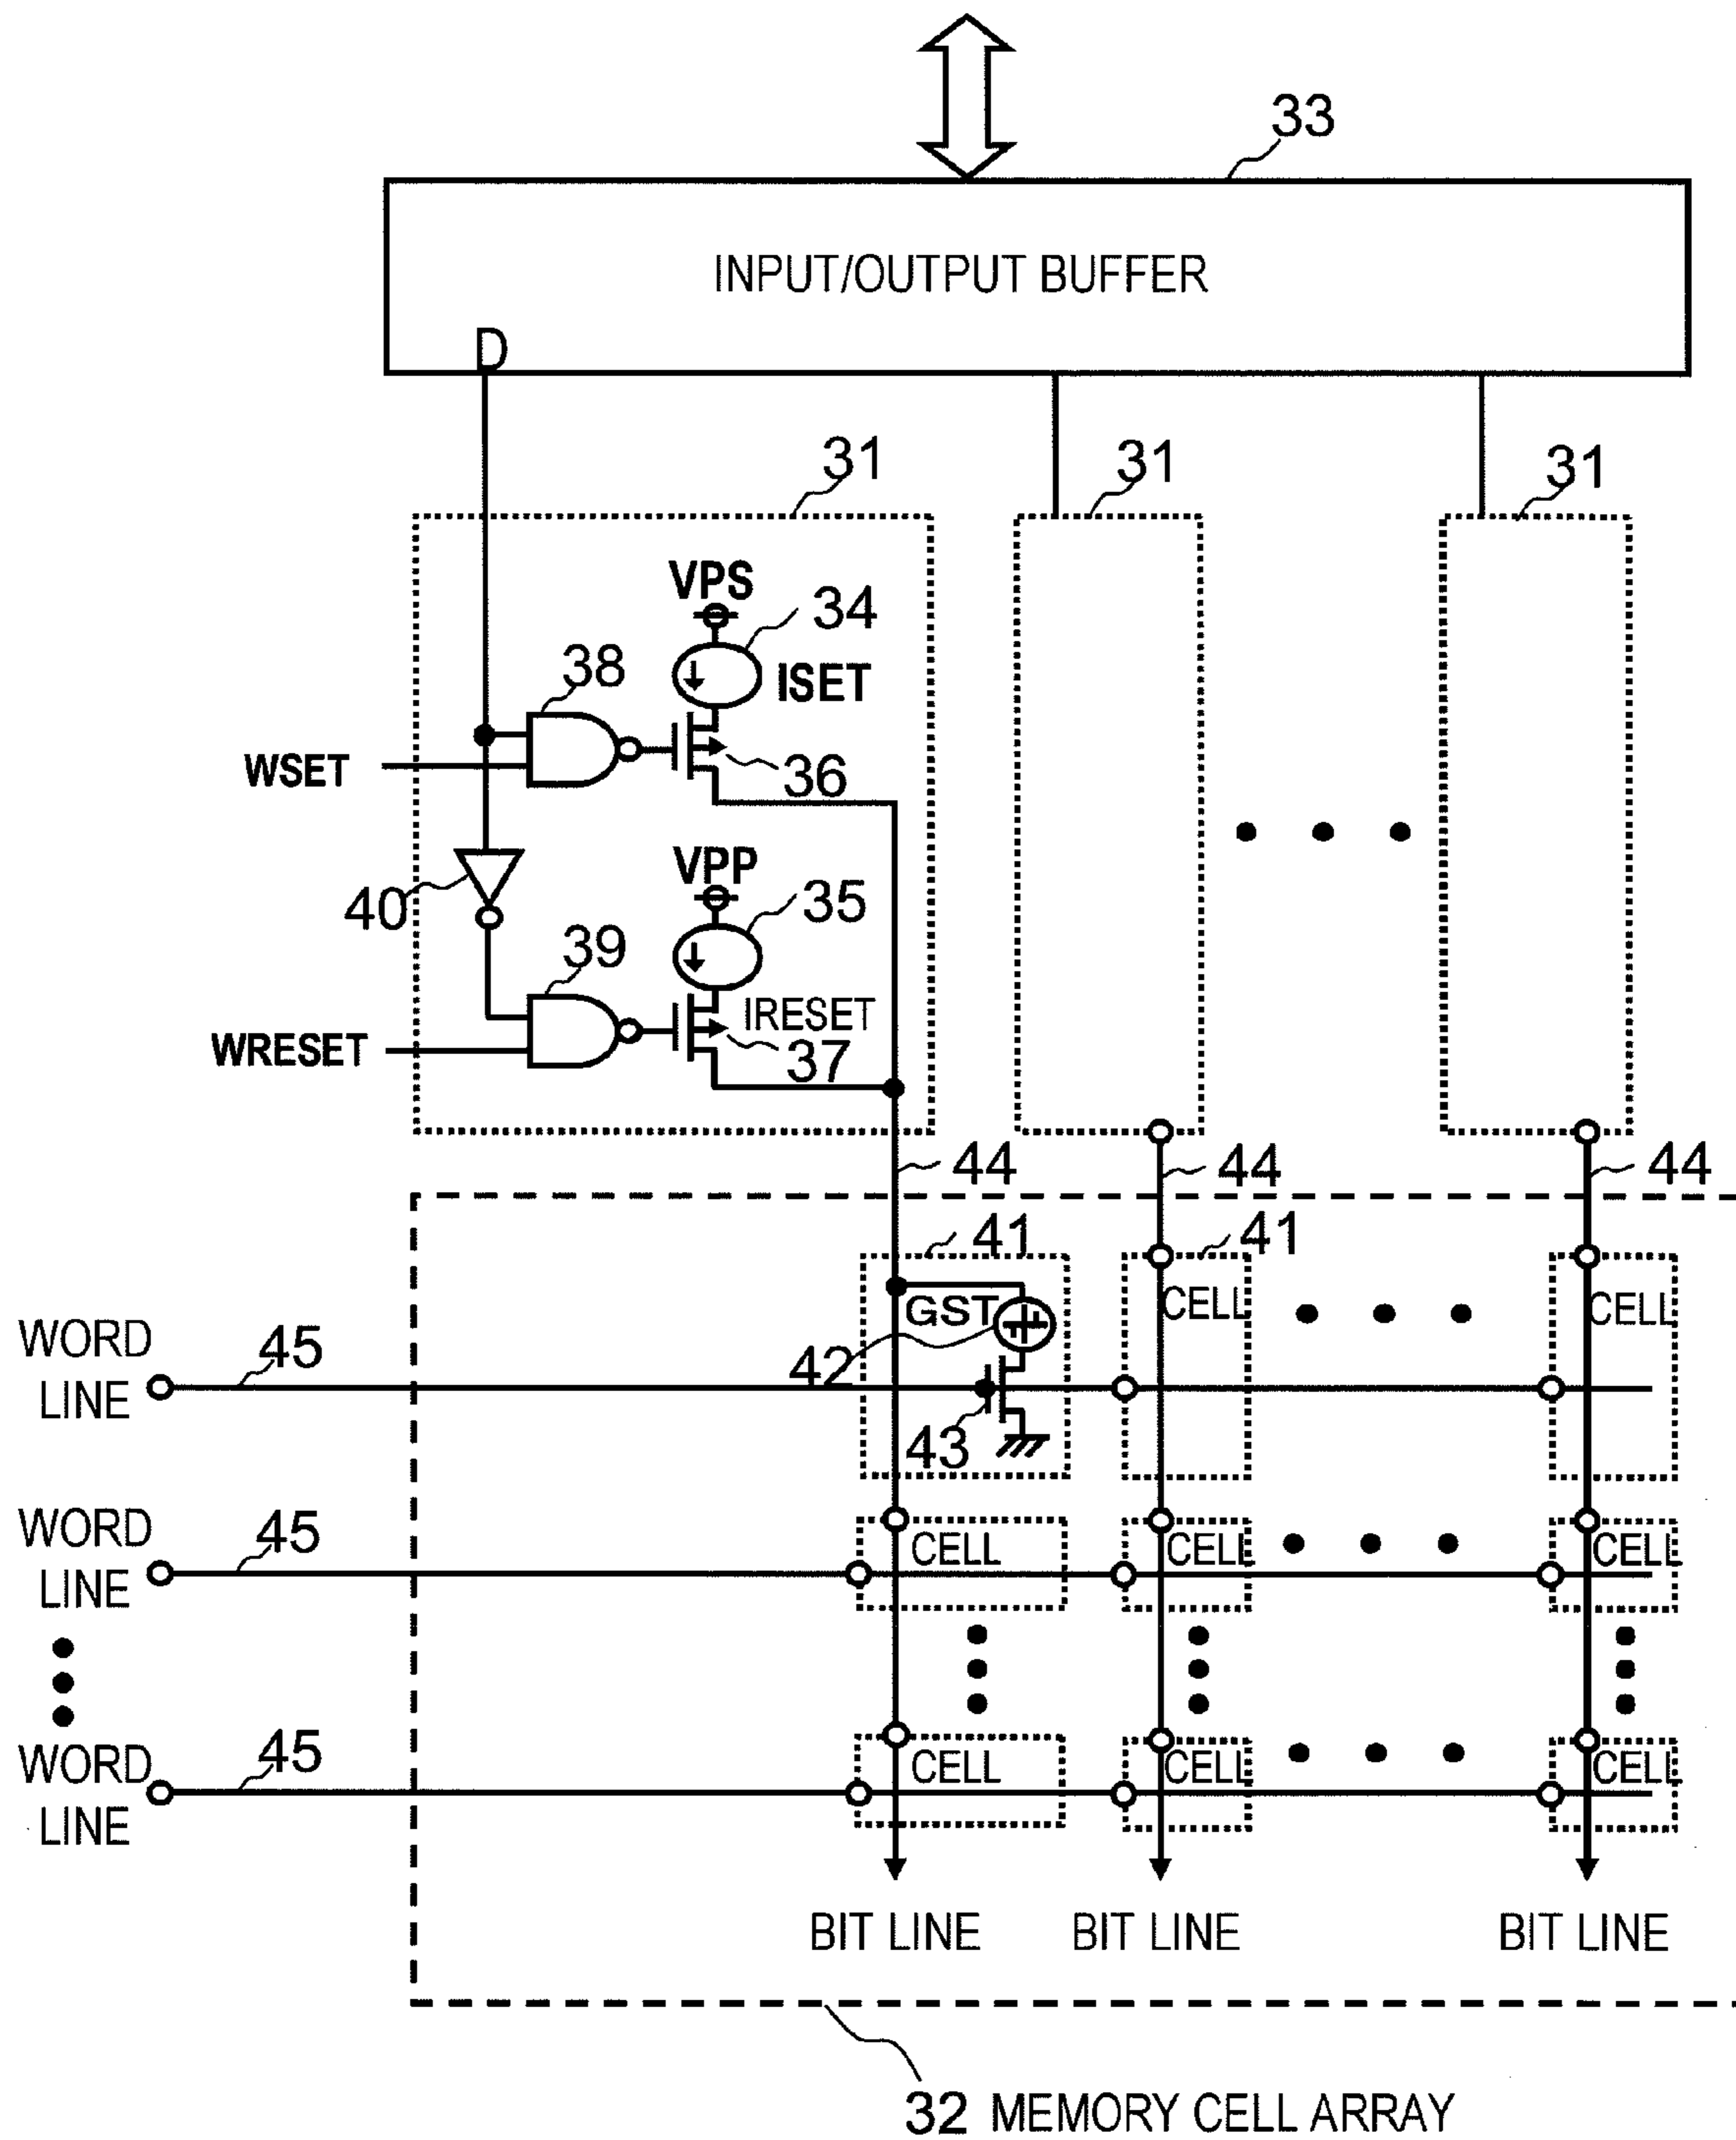 33
INPUT/OUTPUT BUFFER
D
31
31
31
VPS
34
38
ISET
WSET
36
VPP
40
35
39
IRESET
WRESET
37
44
44
44
41
41
GST
CELL
CELL
WORD
LINE
45
42
43
WORD
LINE
45
CELL
CELL
CELL
WORD
LINE
45
CELL
CELL
CELL
BIT LINE
BIT LINE
BIT LINE
32 MEMORY CELL ARRAY